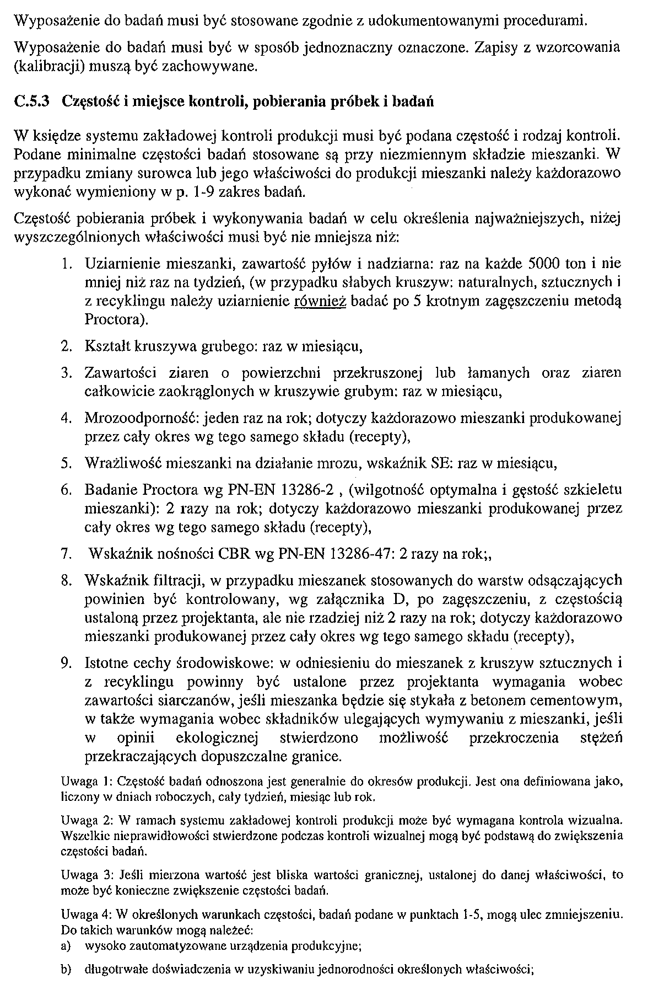 Wyposażenie do badań musi być stosowane zgodnie z udokumentowanymi procedurami.
Wyposażenie do badań musi być w sposób jednoznaczny oznaczone. Zapisy z wzorcowania
(kalibracji) muszą być zachowywane.
C.5.3 Częstość i miejsce kontroli, pobierania próbek i badań
W księdze systemu zakładowej kontroli produkcji musi być podana częstość i rodzaj kontroli.
Podane minimalne częstości badań stosowane są przy niezmiennym składzie mieszanki. W
przypadku zmiany surowca lub jego właściwości do produkcji mieszanki należy każdorazowo
wykonać wymieniony w p. 1-9 zakres badań.
Częstość pobierania próbek i wykonywania badań w celu określenia najważniejszych, niżej
wyszczególnionych właściwości musi być nie mniejsza niż:
1. Uziarnienie mieszanki, zawartość pyłów i nadziarna: raz na każde 5000 ton i nie
mniej niż raz na tydzień, (w przypadku słabych kruszyw: naturalnych, sztucznych i
z recyklingu należy uziarnienie również badać po 5 krotnym zagęszczeniu metodą
Proctora).
2. Kształt kruszywa grubego: raz w miesiącu,
3. Zawartości ziaren o powierzchni przekruszonej lub łamanych oraz ziaren
całkowicie zaokrąglonych w kruszywie grubym: raz w miesiącu,
4. Mrozoodporność: jeden raz na rok; dotyczy każdorazowo mieszanki produkowanej
przez cały okres wg tego samego składu (recepty),
5. Wrażliwość mieszanki na działanie mrozu, wskaźnik SE: raz w miesiącu,
6. Badanie Proctora wg PN-EN 13286-2 , (wilgotność optymalna i gęstość szkieletu
mieszanki): 2 razy na rok; dotyczy każdorazowo mieszanki produkowanej przez
cały okres wg tego samego składu (recepty),
7. Wskaźnik nośności CBR wg PN-EN 13286-47: 2 razy na rok;,
8. Wskaźnik filtracji, w przypadku mieszanek stosowanych do warstw odsączających
powinien być kontrolowany, wg załącznika D, po zagęszczeniu, z częstością
ustaloną przez projektanta, ale nie rzadziej niż 2 razy na rok; dotyczy każdorazowo
mieszanki produkowanej przez cały okres wg tego samego składu (recepty),
9. Istotne cechy środowiskowe: w odniesieniu do mieszanek z kruszyw sztucznych i
z recyklingu powinny być ustalone przez projektanta wymagania wobec
zawartości siarczanów, jeśli mieszanka będzie się stykała z betonem cementowym,
w także wymagania wobec składników ulegających wymywaniu z mieszanki, jeśli
w opinii ekologicznej stwierdzono możliwość przekroczenia stężeń
przekraczających dopuszczalne granice.
Uwaga 1: Częstość badań odnoszona jest generalnie do okresów produkcji. Jest ona definiowana jako,
liczony w dniach roboczych, cały tydzień, miesiąc lub rok.
Uwaga 2: W ramach systemu zakładowej kontroli produkcji może być wymagana kontrola wizualna.
Wszelkie nieprawidłowości stwierdzone podczas kontroli wizualnej mogą być podstawą do zwiększenia
częstości badań.
Uwaga 3: Jeśli mierzona wartość jest bliska wartości granicznej, ustalonej do danej właściwości, to
może być konieczne zwiększenie częstości badań.
Uwaga 4: W określonych warunkach częstości, badań podane w punktach 1-5, mogą ulec zmniejszeniu.
Do takich warunków mogą należeć:
a) wysoko zautomatyzowane urządzenia produkcyjne;
b) długotrwałe doświadczenia w uzyskiwaniu jednorodności określonych właściwości;